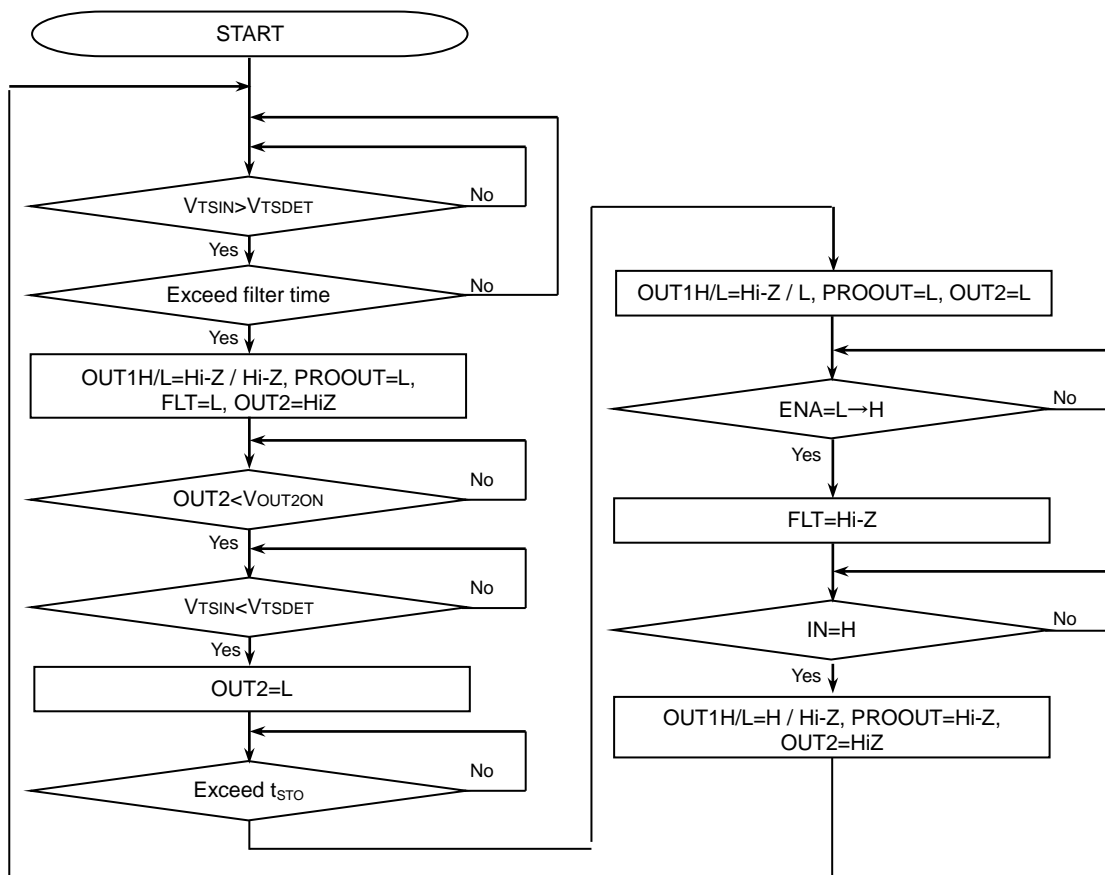 START
VTSIN>VTSDET
No
Yes
Exceed filter time
No
Yes
OUT1H/L=Hi-Z / Hi-Z, PROOUT=L,
FLT=L, OUT2=HiZ
OUT2<VOUT2ON
No
Yes
VTSIN<VTSDET
No
Yes
OUT2=L
Exceed tSTO
No
OUT1H/L=Hi-Z / L, PROOUT=L, OUT2=L
ENA=L→H
No
Yes
FLT=Hi-Z
IN=H
No
Yes
OUT1H/L=H / Hi-Z, PROOUT=Hi-Z,
OUT2=HiZ